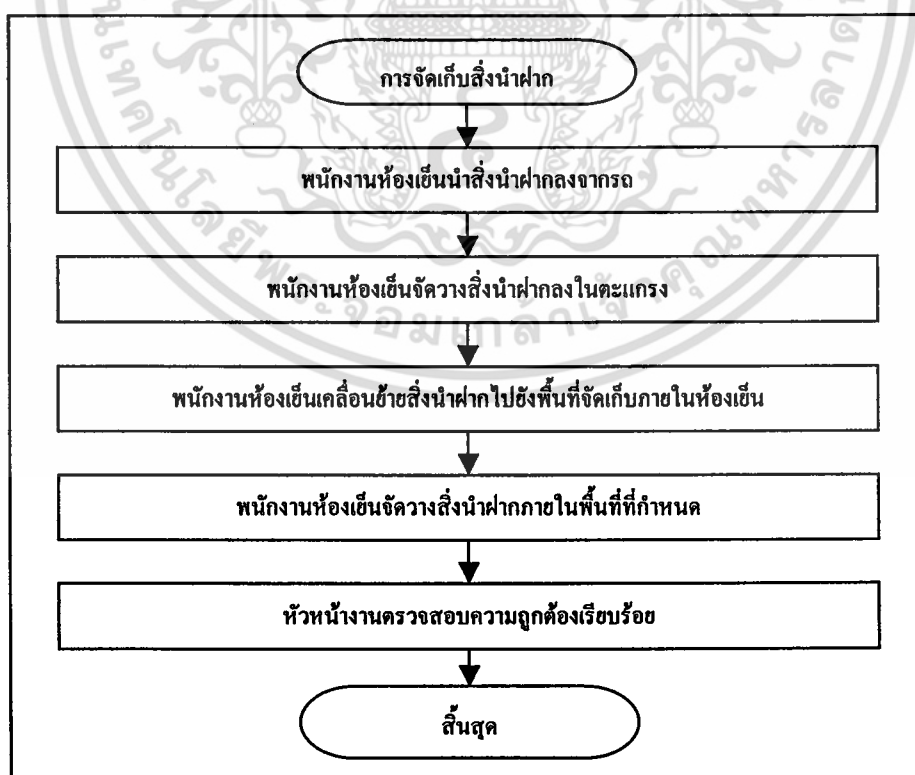 การจัดเก็บสิ่งนำฝาก
พนักงานห้องเย็นนำสิ่งนำฝากลงจากรถ
พนักงานห้องเย็นจัดวางสิ่งนำฝากลงในตะแกรง
พนักงานห้องเย็นเคลื่อนย้ายสิ่งนำฝากไปยังพื้นที่จัดเก็บภายในห้องเย็น
พนักงานห้องเย็นจัดวางสิ่งนำฝากภายในพื้นที่ที่กำหนด
หัวหน้างานตรวจสอบความถูกต้องเรียบร้อย
สิ้นสุด